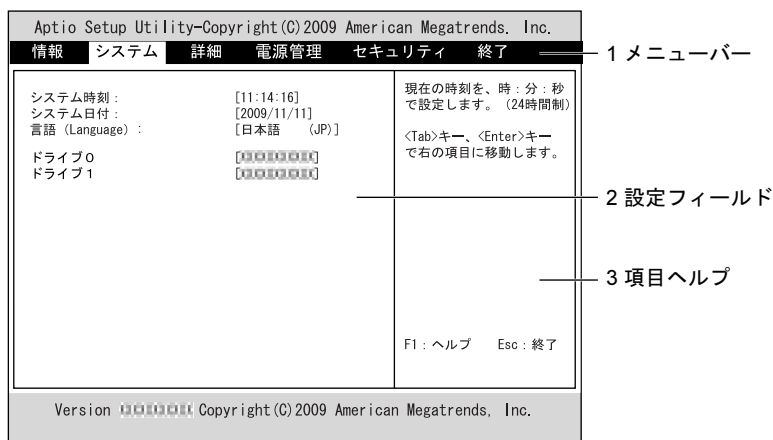 Aptio Setup Utility-Copyright(C)2009 American Megatrends. Inc.
情報 システム 詳細 電源管理 セキュリティ 終了
1 メニューバー
システム時刻: [11:14:16]
システム日付: [2009/11/11]
言語 (Language) : [日本語 (JP)]
ドライブ0 [ ]
ドライブ1 [ ]
現在の時刻を、時:分:秒
で設定します。(24時間制)
<Tab>キー、<Enter>キー
で右の項目に移動します。
2 設定フィールド
3 項目ヘルプ
F1:ヘルプ Esc:終了
Version Copyright(C)2009 American Megatrends, Inc.